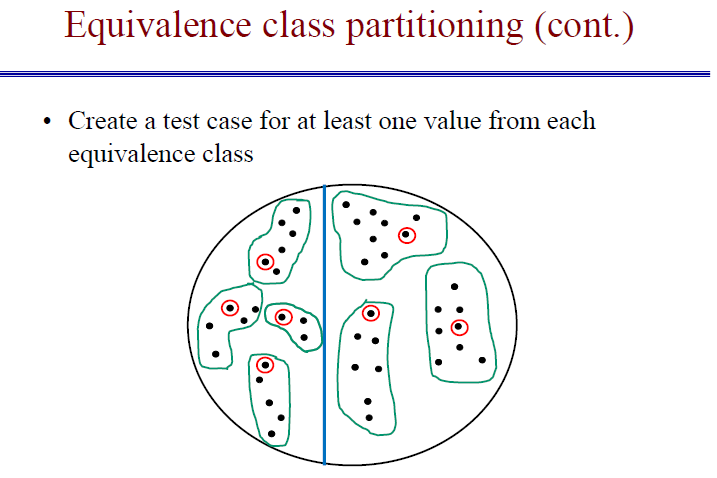 Equivalence class partitioning (cont.)
• Create a test case for at least one value from each
equivalence class